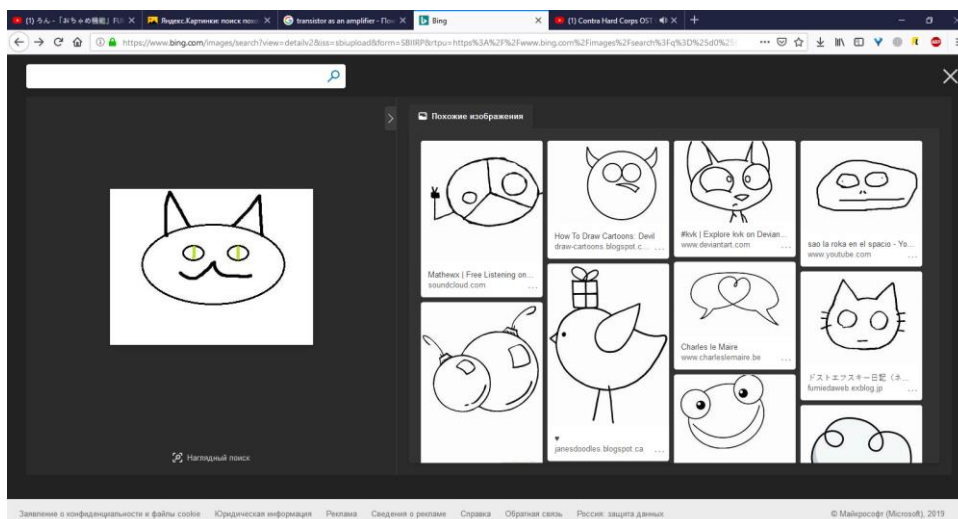 (1) ろん -「おちゃめ機能」FUK
Яндекс.Картинки: поиск похо
transistor as an amplifier - Пои
Bing
(1) Contra Hard Corps OST
https://www.bing.com/images/search?view=detailv2&iss=sbiupload&form=SBIIRP&rtpu=https%3A%2F%2Fwww.bing.com%2Fimages%2Fsearch%3Fq%3D%25d0%25
Похожие изображения
Mathewx | Free Listening on...
soundcloud.com
...
How To Draw Cartoons: Devil
draw-cartoons.blogspot.c...
...
#kvk | Explore kvk on Devian...
www.deviantart.com
...
sao la roka en el spacio - Yo...
www.youtube.com
...
♥
janesdoodles.blogspot.ca
...
Charles le Maire
www.charleslemaire.be
...
ドストエフスキー日記(ネ...
fumiedaweb.exblog.jp
...
Наглядный поиск
Заявление о конфиденциальности и файлы cookie
Юридическая информация
Реклама
Сведения о рекламе
Справка
Обратная связь
Россия: защита данных
© Майкрософт (Microsoft), 2019